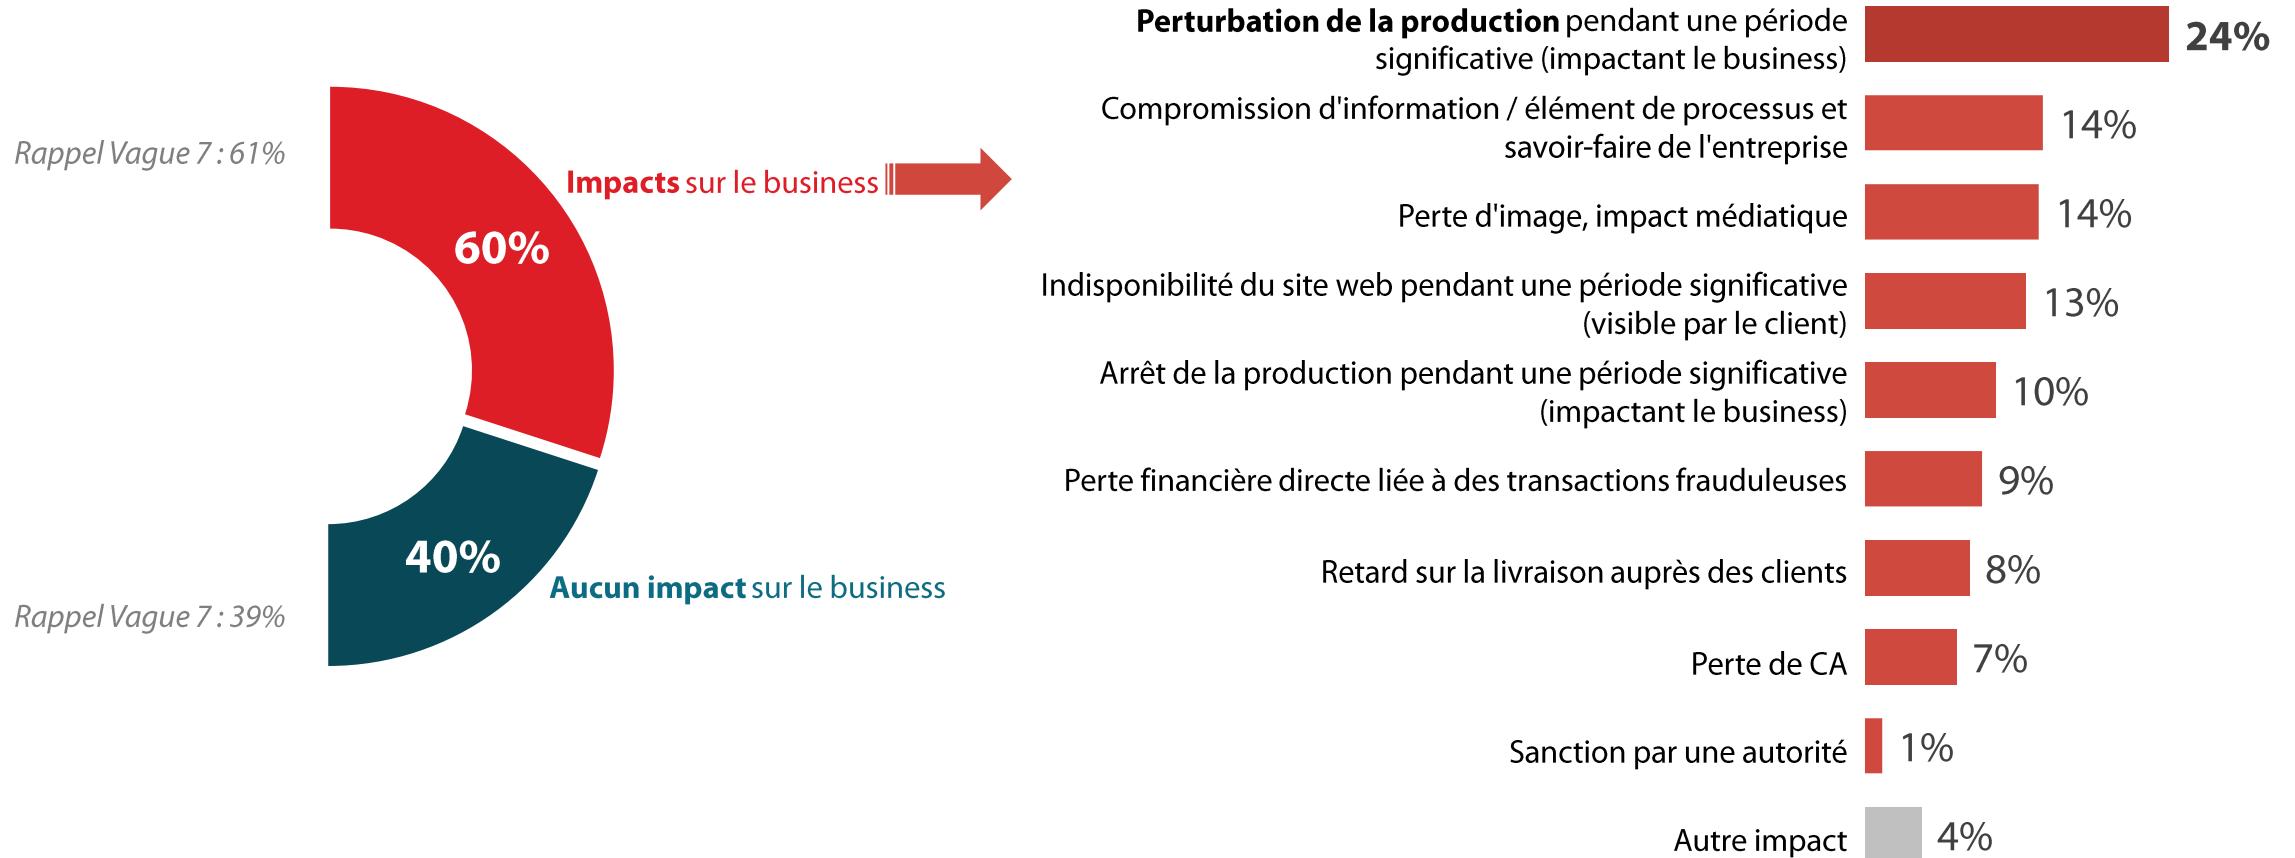 Rappel Vague 7 : 61%
60%
Impacts sur le business
40%
Aucun impact sur le business
Rappel Vague 7 : 39%
Perturbation de la production pendant une période
significative (impactant le business)
24%
Compromission d'information / élément de processus et
savoir-faire de l'entreprise
14%
Perte d'image, impact médiatique
14%
Indisponibilité du site web pendant une période significative
(visible par le client)
13%
Arrêt de la production pendant une période significative
(impactant le business)
10%
Perte financière directe liée à des transactions frauduleuses
9%
Retard sur la livraison auprès des clients
8%
Perte de CA
7%
Sanction par une autorité
1%
Autre impact
4%